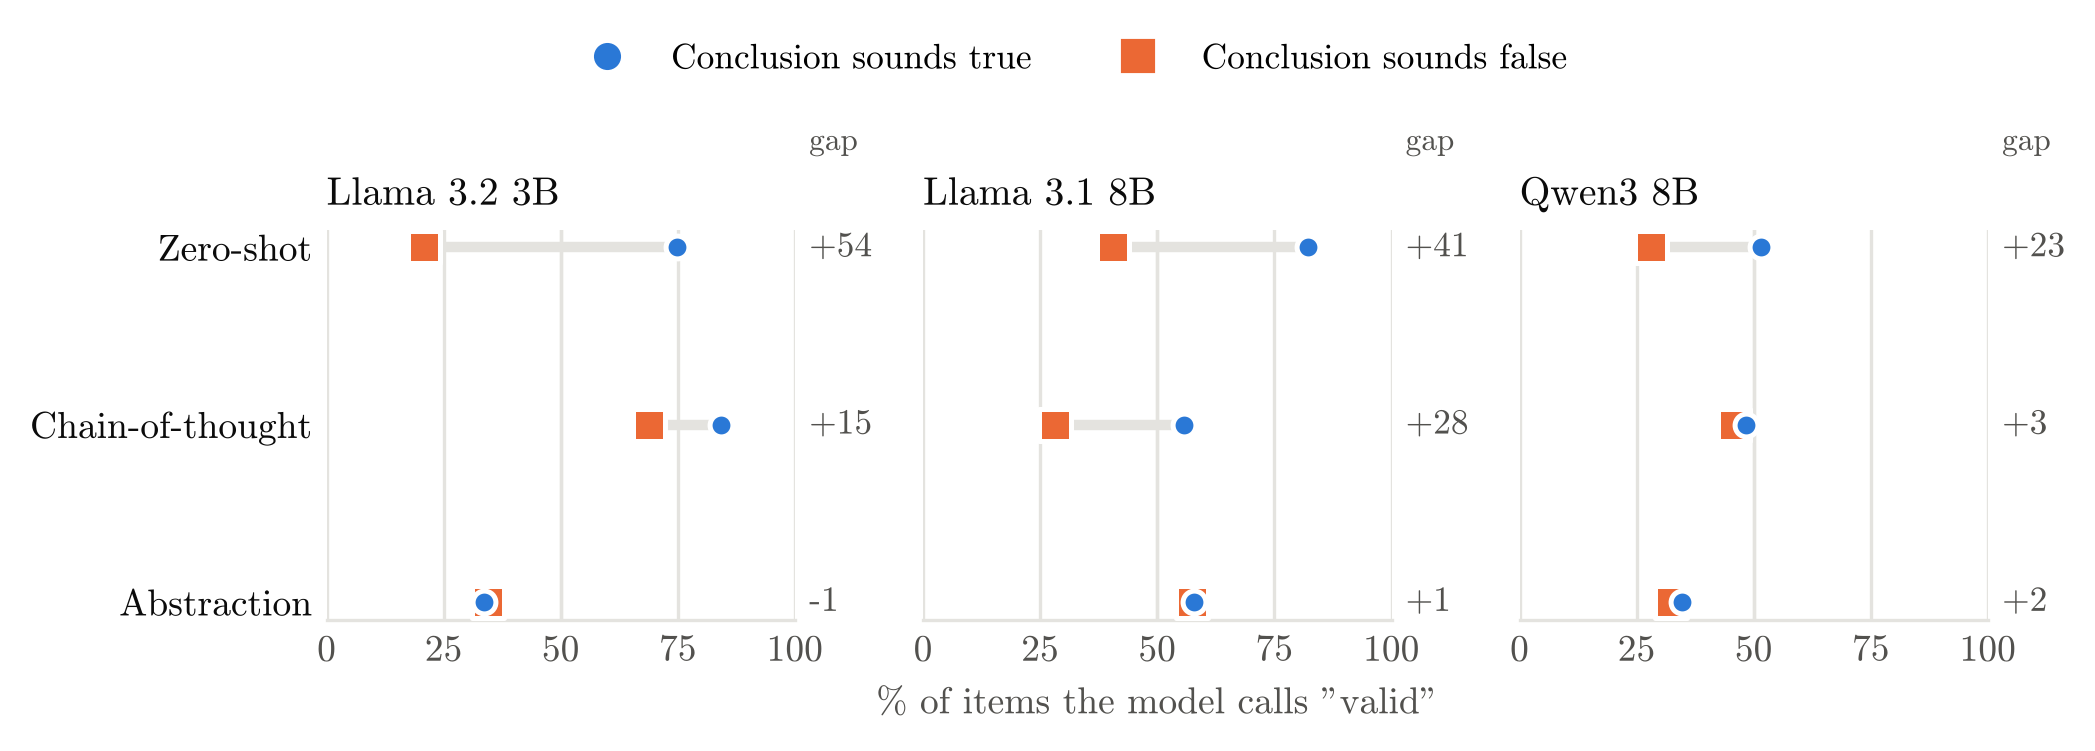 Conclusion sounds true Conclusion sounds false
gap gap gap
Llama 3.2 3B Llama 3.1 8B Qwen3 8B
Zero-shot +54 +41 +23
Chain-of-thought +15 +28 +3
Abstraction -1 +1 +2
0 25 50 75 100 0 25 50 75 100 0 25 50 75 100
% of items the model calls ”valid”